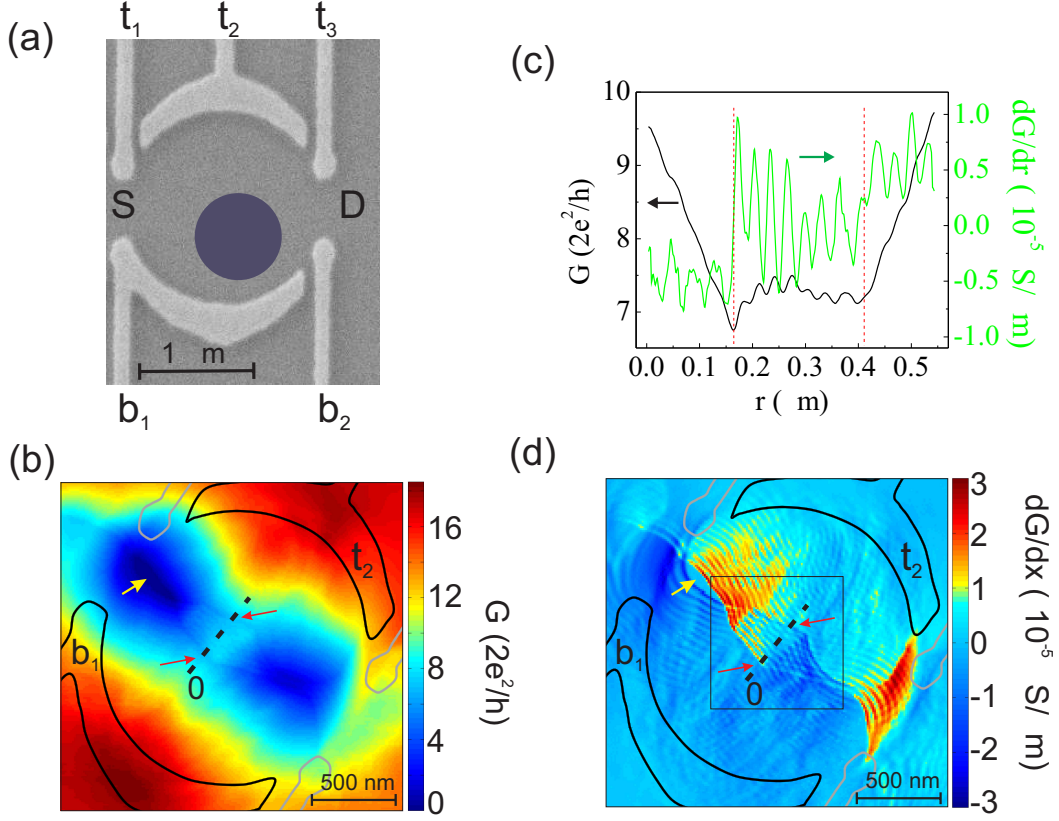 (a)
t1 t2 t3
S D
1 m
b1 b2
(c)
10
9
8
7
G (2e²/h)
1.0
0.5
0.0
-0.5
-1.0
dG/dr ( 10⁻⁵ S/ m)
0.0 0.1 0.2 0.3 0.4 0.5
r ( m)
(b)
t2
b1
0
500 nm
16
12
8
4
0
G (2e²/h)
(d)
t2
b1
0
500 nm
3
2
1
0
-1
-2
-3
dG/dx ( 10⁻⁵ S/ m)